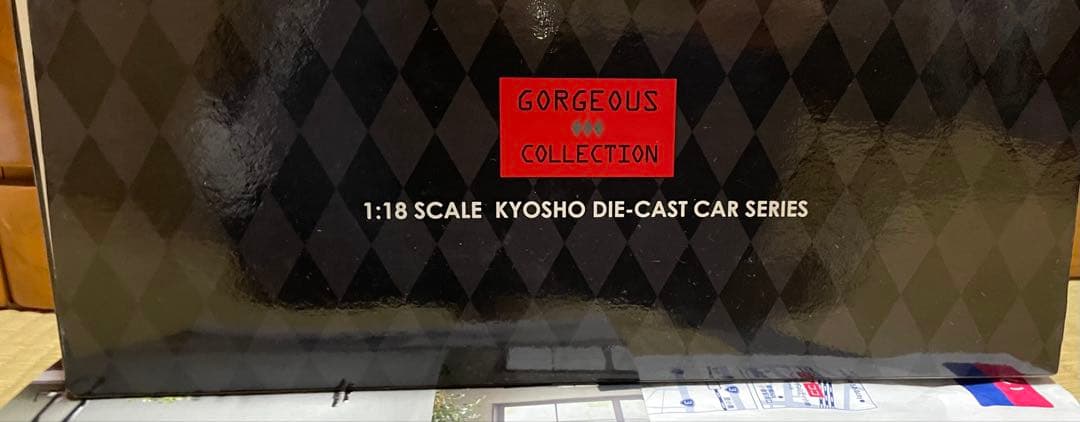 GORGEOUS
COLLECTION
1:18 SCALE KYOSHO DIE-CAST CAR SERIES